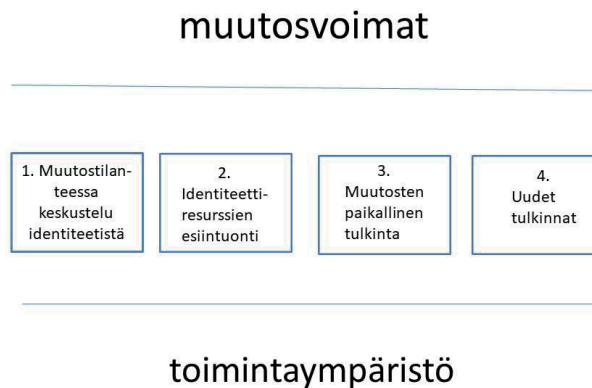 muutosvoimat
1. Muutostilan-
teessa
keskustelu
identiteetistä
2.
Identiteetti-
resurssien
esiintuonti
3.
Muutosten
paikallinen
tulkinta
4.
Uudet
tulkinnat
toimintaympäristö